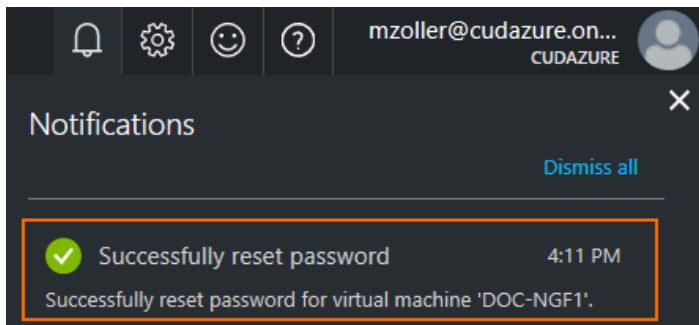 mzoller@cudazure.on...
CUDAZURE
Notifications
Dismiss all
Successfully reset password 4:11 PM
Successfully reset password for virtual machine 'DOC-NGF1'.